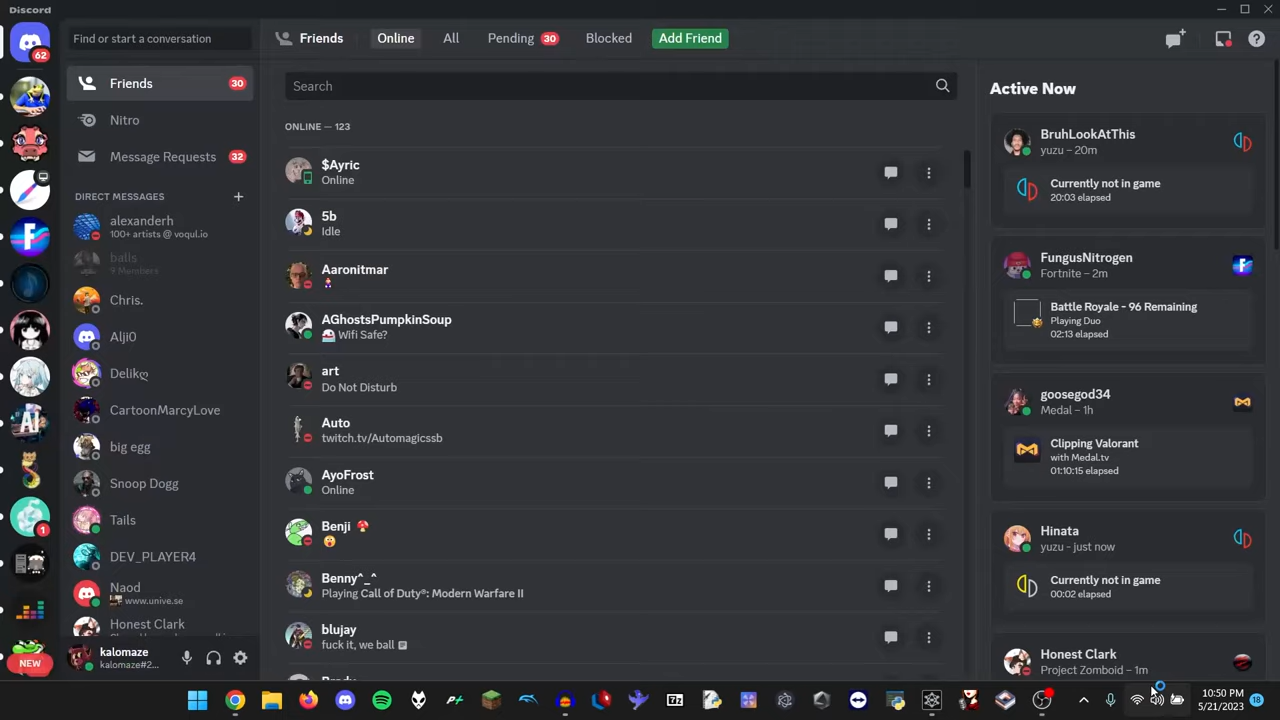 Discord
62
Find or start a conversation
Friends 30
Nitro
Message Requests 32
DIRECT MESSAGES
alexanderh
100+ artists @ voqul.io
balls
9 Members
Chris.
Alji0
Delikღ
CartoonMarcyLove
big egg
Snoop Dogg
Tails
DEV_PLAYER4
Naod
www.unive.se
Honest Clark
AI
1
NEW
kalomaze
kalomaze#2...
Friends Online All Pending 30 Blocked Add Friend
Search
ONLINE — 123
$Ayric
Online
5b
Idle
Aaronitmar
AGhostsPumpkinSoup
Wifi Safe?
art
Do Not Disturb
Auto
twitch.tv/Automagicssb
AyoFrost
Online
Benji 🍄
😮
Benny^_^
Playing Call of Duty®: Modern Warfare II
blujay
fuck it, we ball
Active Now
BruhLookAtThis
yuzu – 20m
Currently not in game
20:03 elapsed
FungusNitrogen
Fortnite – 2m
Battle Royale - 96 Remaining
Playing Duo
02:13 elapsed
goosegod34
Medal – 1h
Clipping Valorant
with Medal.tv
01:10:15 elapsed
Hinata
yuzu – just now
Currently not in game
00:02 elapsed
Honest Clark
Project Zomboid – 1m
7z
10:50 PM
5/21/2023
18